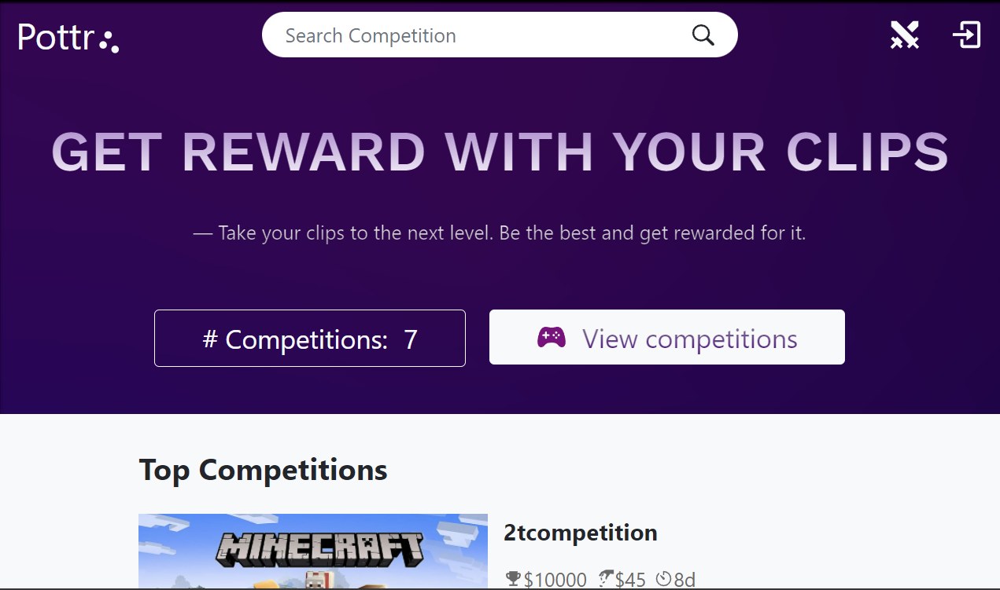 Pottr
Search Competition
GET REWARD WITH YOUR CLIPS
— Take your clips to the next level. Be the best and get rewarded for it.
# Competitions: 7
View competitions
Top Competitions
MINECRAFT
2tcompetition
$10000 $45 8d